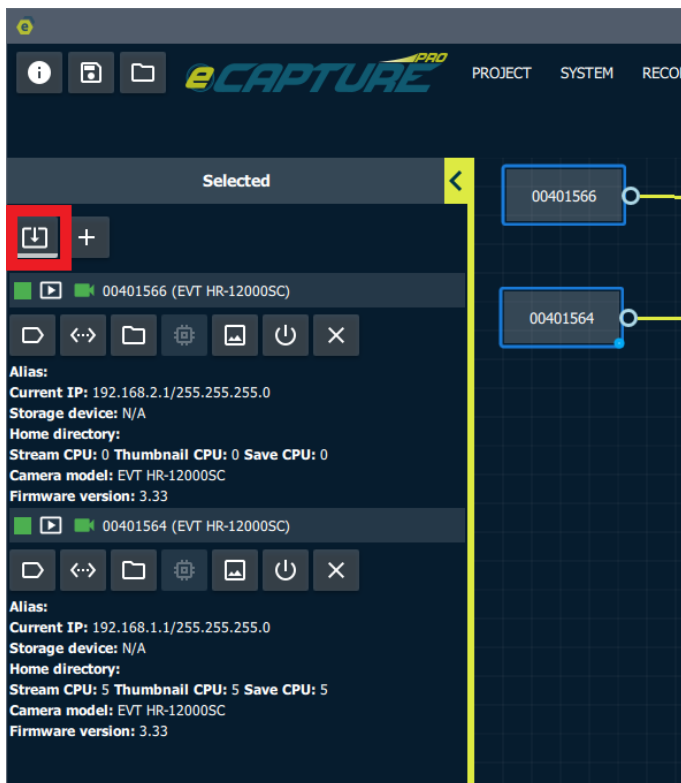 e
eCAPTURE PRO
PROJECT SYSTEM
Selected
00401566 (EVT HR-12000SC)
Alias:
Current IP: 192.168.2.1/255.255.255.0
Storage device: N/A
Home directory:
Stream CPU: 0 Thumbnail CPU: 0 Save CPU: 0
Camera model: EVT HR-12000SC
Firmware version: 3.33
00401564 (EVT HR-12000SC)
Alias:
Current IP: 192.168.1.1/255.255.255.0
Storage device: N/A
Home directory:
Stream CPU: 5 Thumbnail CPU: 5 Save CPU: 5
Camera model: EVT HR-12000SC
Firmware version: 3.33
00401566
00401564